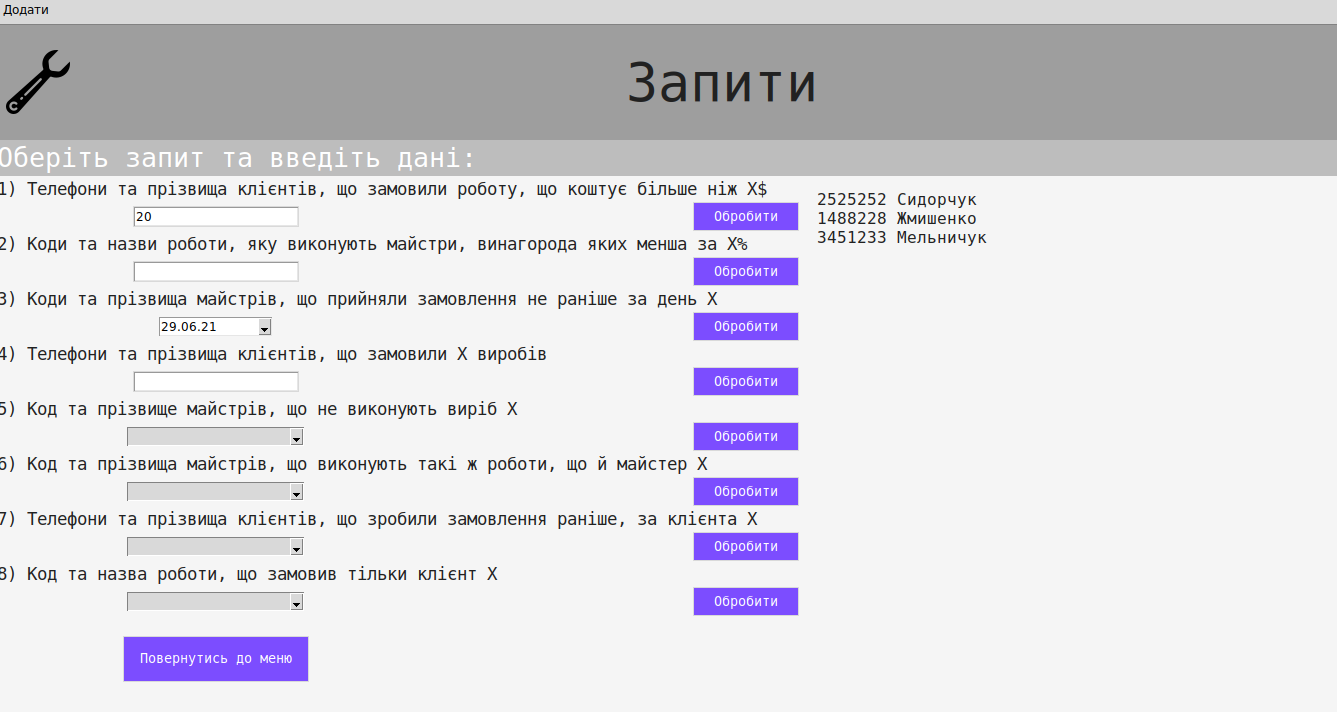 Додати
Запити
Оберіть запит та введіть дані:
1) Телефони та прізвища клієнтів, що замовили роботу, що коштує більше ніж X$
20
Обробити
2) Коди та назви роботи, яку виконують майстри, винагорода яких менша за X%
Обробити
3) Коди та прізвища майстрів, що прийняли замовлення не раніше за день X
29.06.21
Обробити
4) Телефони та прізвища клієнтів, що замовили X виробів
Обробити
5) Код та прізвище майстрів, що не виконують виріб X
Обробити
6) Код та прізвища майстрів, що виконують такі ж роботи, що й майстер X
Обробити
7) Телефони та прізвища клієнтів, що зробили замовлення раніше, за клієнта X
Обробити
8) Код та назва роботи, що замовив тільки клієнт X
Обробити
Повернутись до меню
2525252 Сидорчук
1488228 Жмишенко
3451233 Мельничук